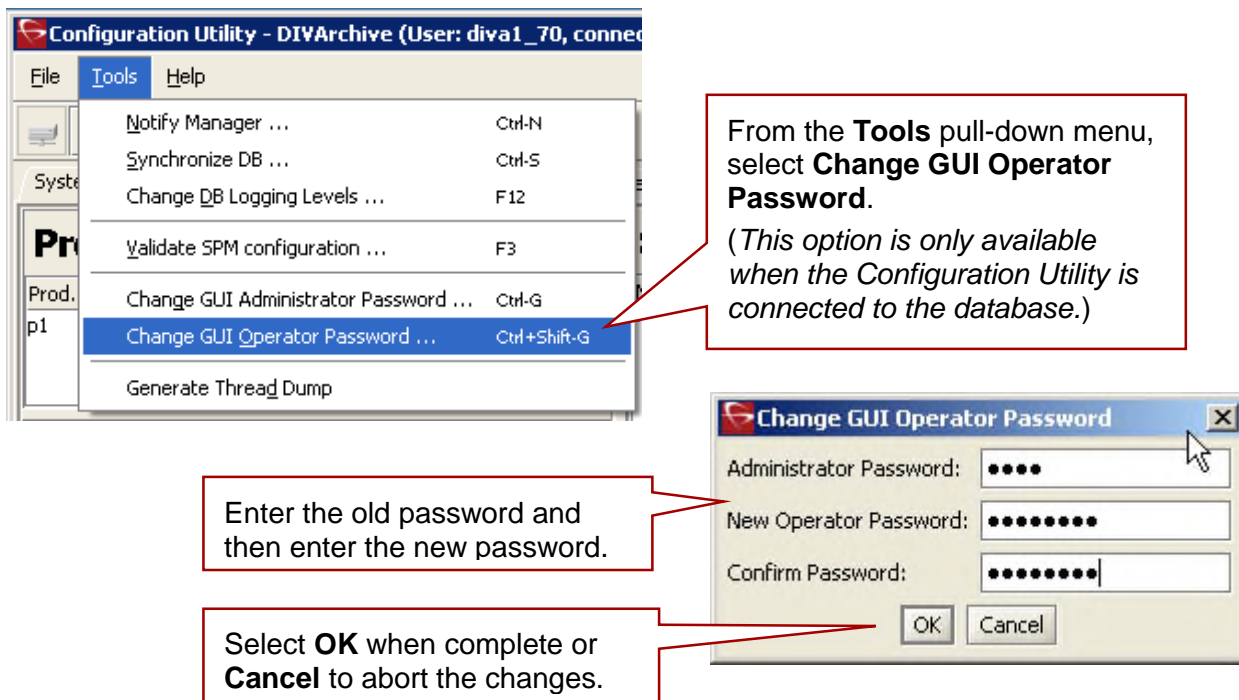 Configuration Utility - DIVArchive (User: diva1_70, connec
File Tools Help
Notify Manager ... Ctrl-N
Synchronize DB ... Ctrl-S
Change DB Logging Levels ... F12
Validate SPM configuration ... F3
Change GUI Administrator Password ... Ctrl-G
Change GUI Operator Password ... Ctrl+Shift-G
Generate Thread Dump
Syste
Pro
Prod.
p1
From the Tools pull-down menu,
select Change GUI Operator
Password.
(This option is only available
when the Configuration Utility is
connected to the database.)
Change GUI Operator Password
Administrator Password: ●●●●
New Operator Password: ●●●●●●●●
Confirm Password: ●●●●●●●●
OK Cancel
Enter the old password and
then enter the new password.
Select OK when complete or
Cancel to abort the changes.